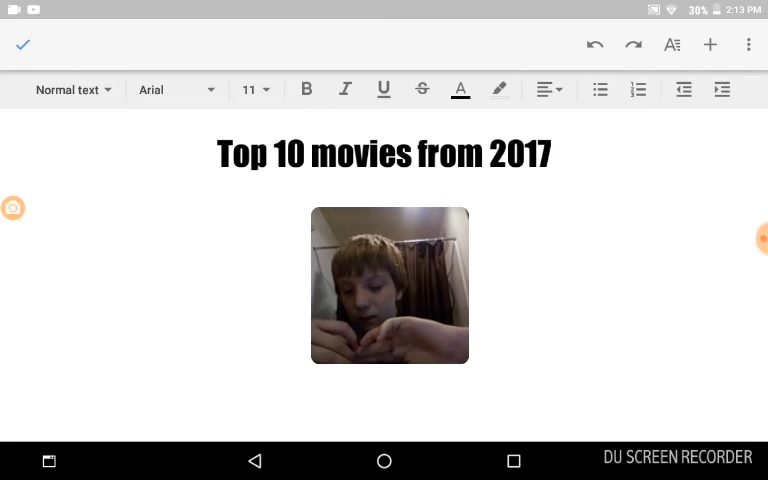 30% 2:13 PM
Normal text Arial 11 B I U S A
Top 10 movies from 2017
DU SCREEN RECORDER